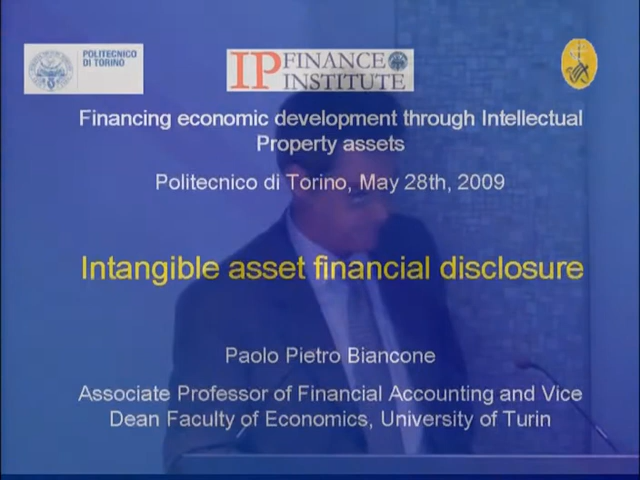 POLITECNICO
DI TORINO
IP FINANCE
INSTITUTE
Financing economic development through Intellectual
Property assets
Politecnico di Torino, May 28th, 2009
Intangible asset financial disclosure
Paolo Pietro Biancone
Associate Professor of Financial Accounting and Vice
Dean Faculty of Economics, University of Turin